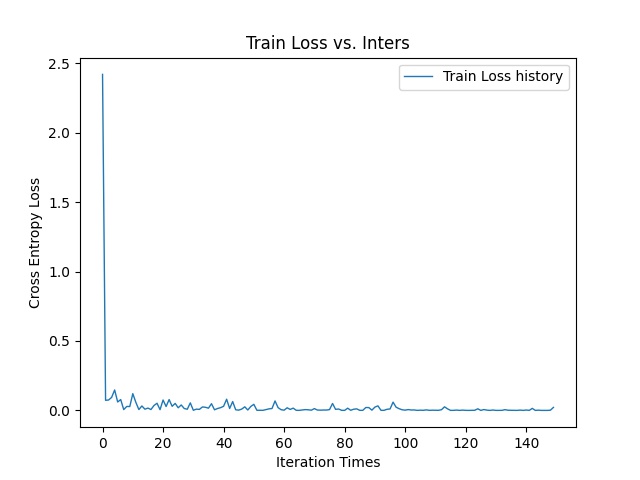 Train Loss vs. Inters
Train Loss history
Cross Entropy Loss
2.5
2.0
1.5
1.0
0.5
0.0
0 20 40 60 80 100 120 140
Iteration Times